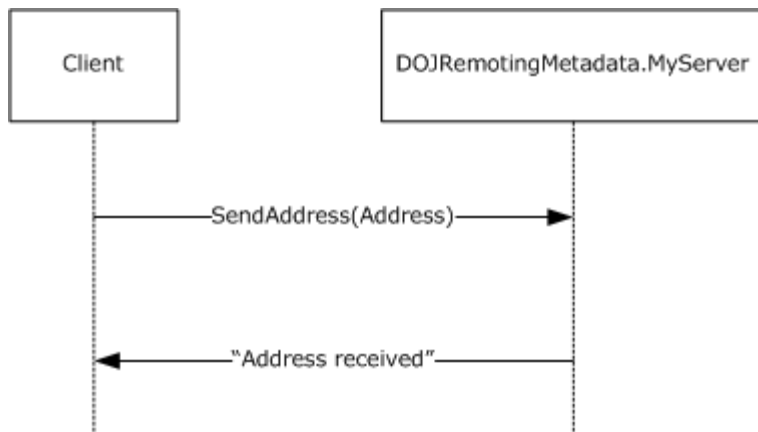 Client
DOJRemotingMetadata.MyServer
SendAddress(Address)
“Address received”